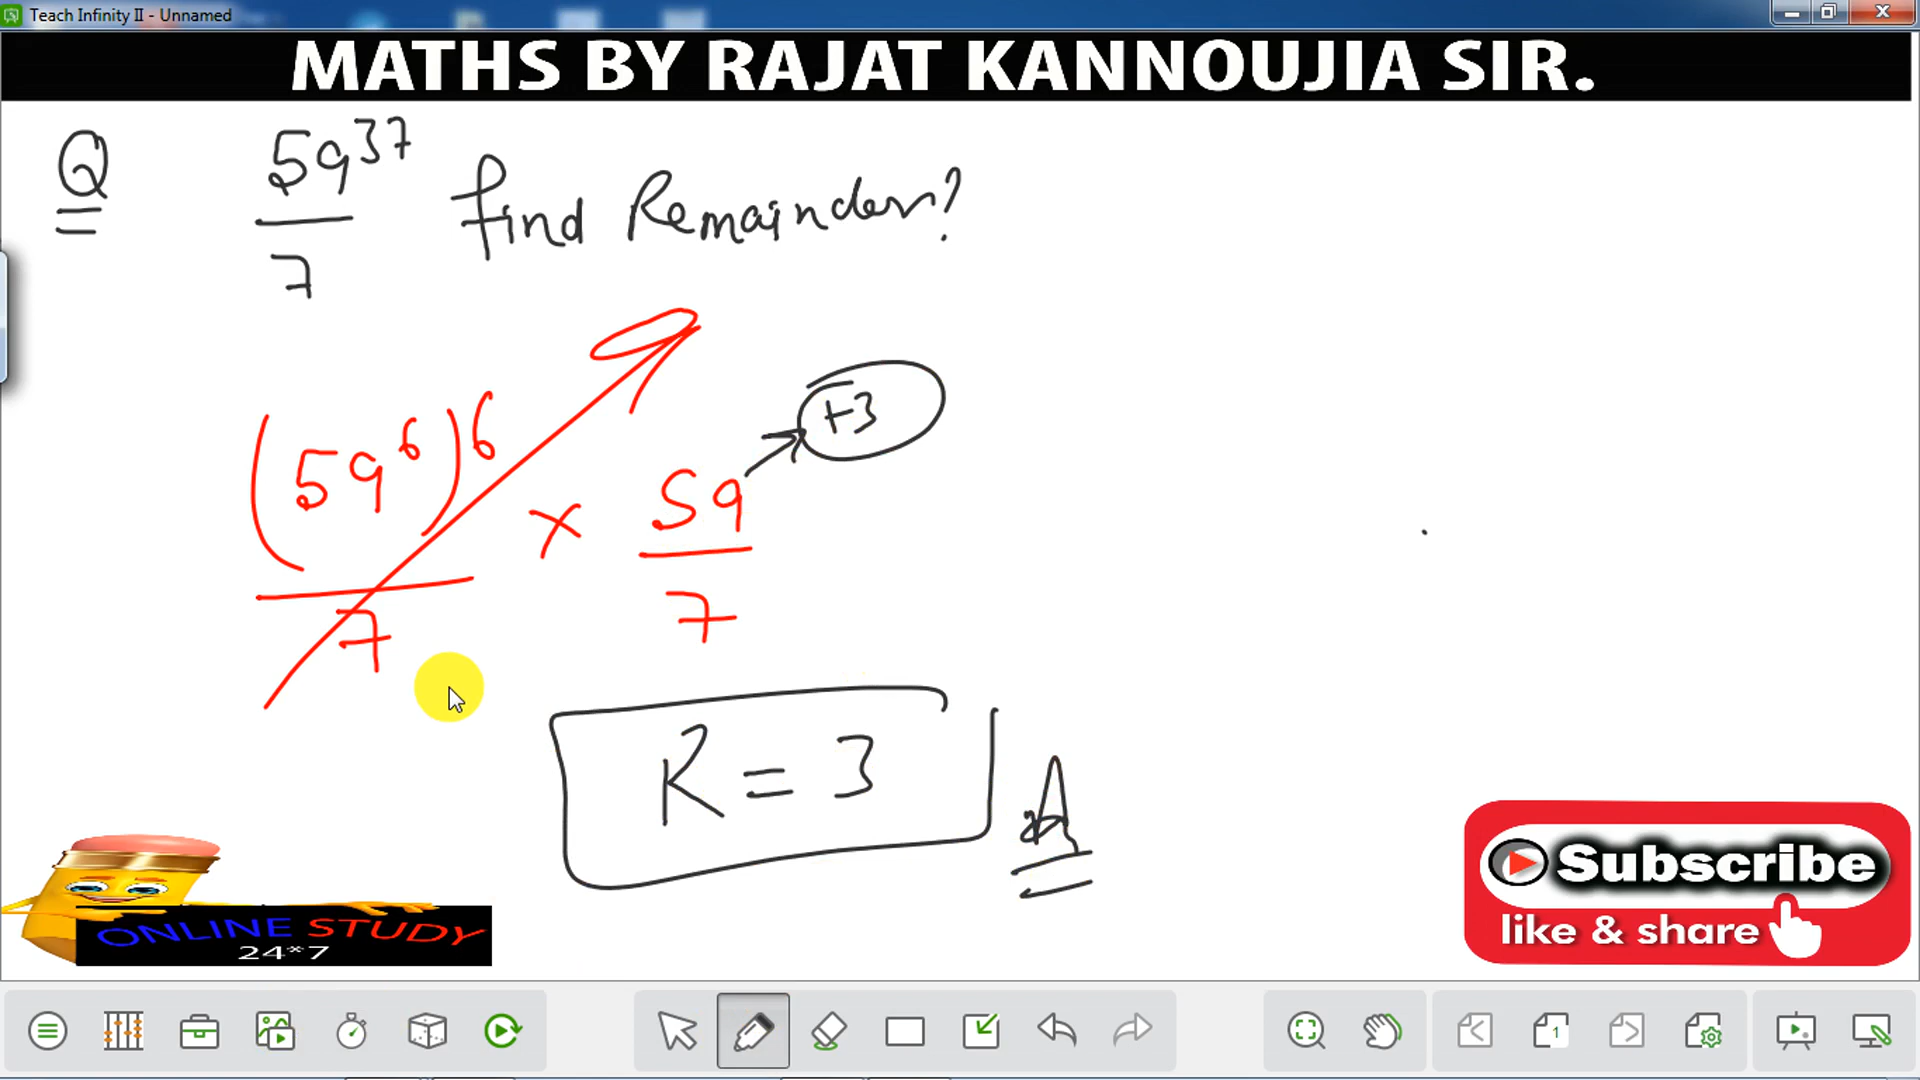 Teach Infinity II - Unnamed
MATHS BY RAJAT KANNOUJIA SIR.
Q 59^37 / 7 find Remainder?
(59^6)^6 / 7 × 59 / 7 → +3
R = 3 A
ONLINE STUDY
24*7
Subscribe
like & share
1